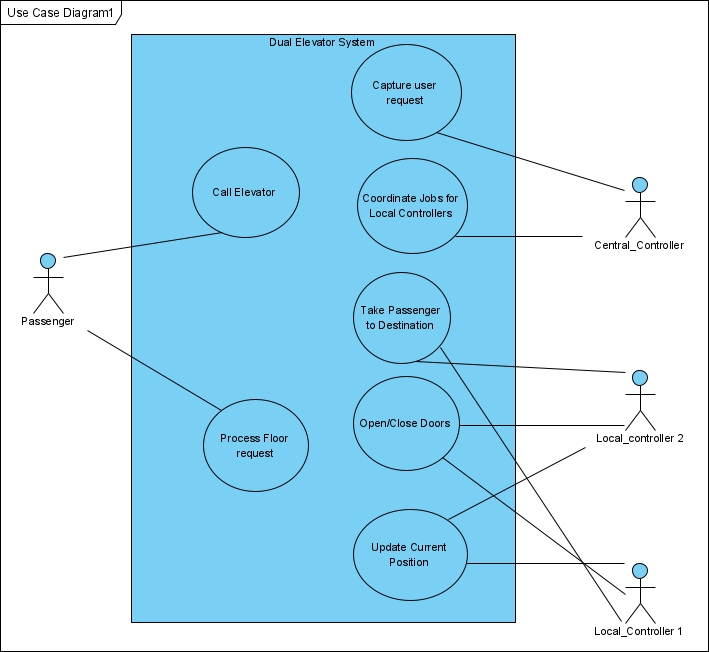 Use Case Diagram1
Dual Elevator System
Capture user
request
Call Elevator
Coordinate Jobs for
Local Controllers
Central_Controller
Passenger
Take Passenger
to Destination
Open/Close Doors
Local_controller 2
Process Floor
request
Update Current
Position
Local_Controller 1